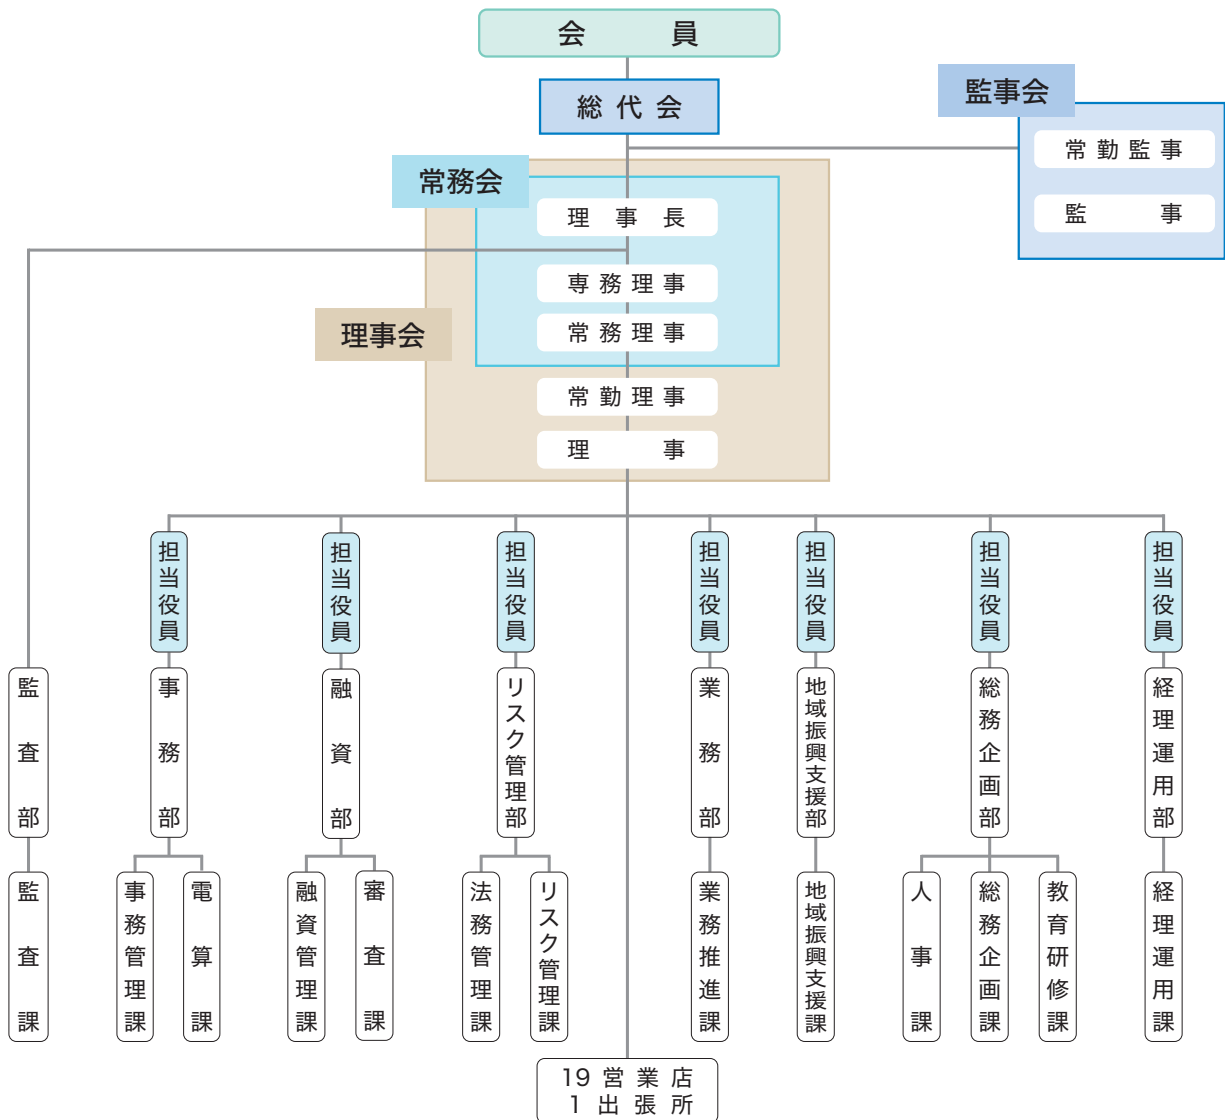 会員
総代会
監事会
常勤監事
監事
常務会
理事長
専務理事
常務理事
理事会
常勤理事
理事
担当役員
担当役員
担当役員
担当役員
担当役員
担当役員
担当役員
監査部
事務部
融資部
リスク管理部
業務部
地域振興支援部
総務企画部
経理運用部
監査課
事務管理課
電算課
融資管理課
審査課
法務管理課
リスク管理課
業務推進課
地域振興支援課
人事課
総務企画課
教育研修課
経理運用課
19営業店
1出張所